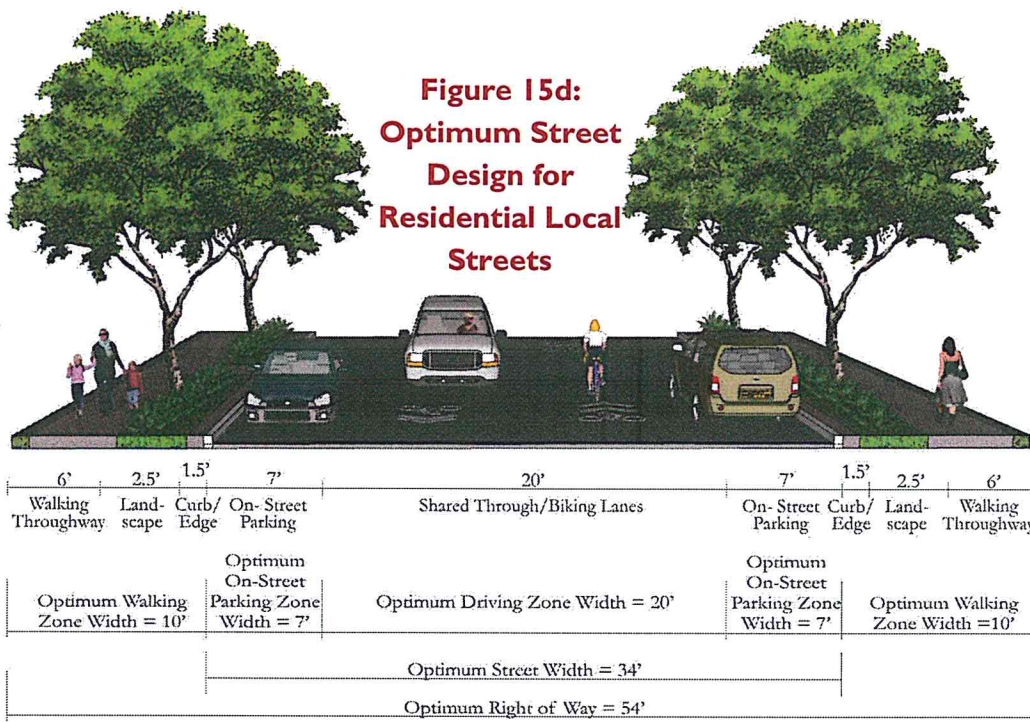 Figure 15d:
Optimum Street
Design for
Residential Local
Streets
6' 2.5' 1.5' 7' 20' 7' 1.5' 2.5' 6'
Walking Throughway
Land-scape
Curb/ Edge
On- Street Parking
Shared Through/Biking Lanes
On- Street Parking
Curb/ Edge
Land-scape
Walking Throughway
Optimum Walking
Zone Width = 10'
Optimum
On-Street
Parking Zone
Width = 7'
Optimum Driving Zone Width = 20'
Optimum
On-Street
Parking Zone
Width = 7'
Optimum Walking
Zone Width =10'
Optimum Street Width = 34'
Optimum Right of Way = 54'